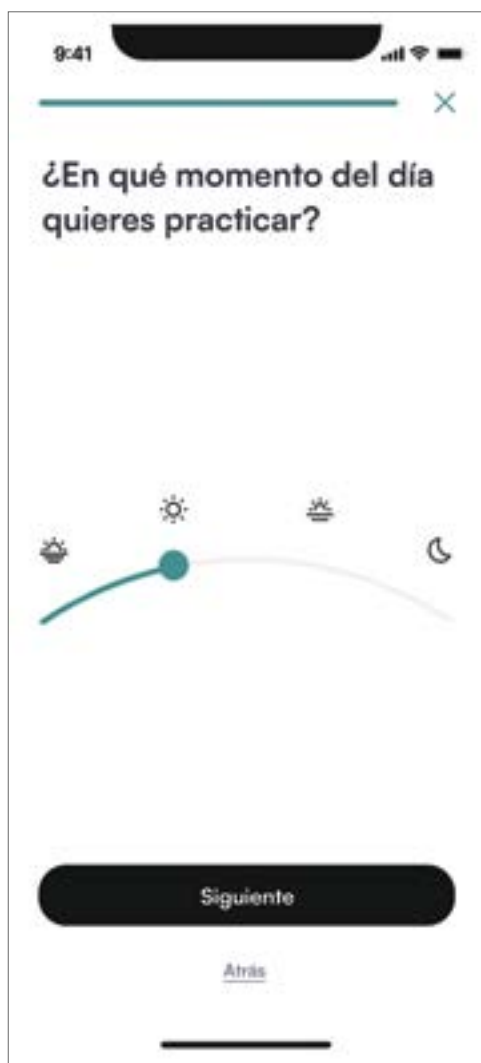 9:41
¿En qué momento del día
quieres practicar?
Siguiente
Atrás